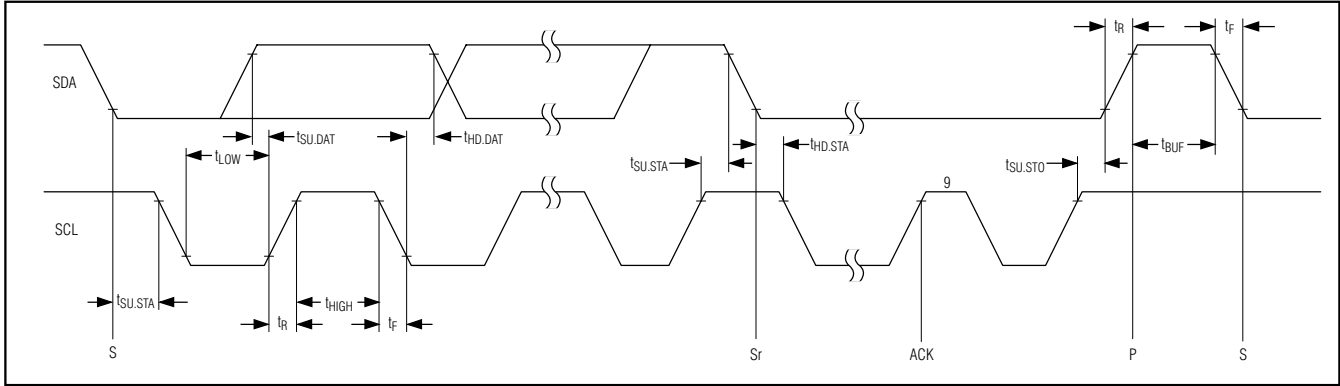 tR
tF
SDA
tSU.DAT
tHD.DAT
tLOW
tSU.STA
tHD.STA
tSU.STO
tBUF
9
SCL
tSU.STA
tR
tHIGH
tF
S
Sr
ACK
P
S